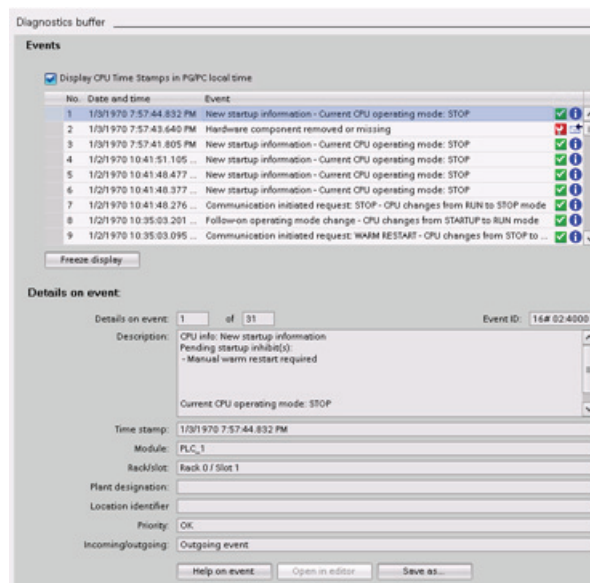 Diagnostics buffer
Events
Display CPU Time Stamps in PG/PC local time
No. Date and time Event
1 1/3/1970 7:57:44.832 PM New startup information - Current CPU operating mode: STOP
2 1/3/1970 7:57:43.640 PM Hardware component removed or missing
3 1/3/1970 7:57:41.805 PM New startup information - Current CPU operating mode: STOP
4 1/2/1970 10:41:51.105 ... New startup information - Current CPU operating mode: STOP
5 1/2/1970 10:41:48.477 ... New startup information - Current CPU operating mode: STOP
6 1/2/1970 10:41:48.377 ... New startup information - Current CPU operating mode: STOP
7 1/2/1970 10:41:48.276 ... Communication initiated request: STOP - CPU changes from RUN to STOP mode
8 1/2/1970 10:35:03.201 ... Follow-on operating mode change - CPU changes from STARTUP to RUN mode
9 1/2/1970 10:35:03.095 ... Communication initiated request: WARM RESTART - CPU changes from STOP to ...
Freeze display
Details on event:
Details on event: 1 of 31 Event ID: 16# 02:4000
Description: CPU info: New startup information
Pending startup inhibit(s):
- Manual warm restart required
Current CPU operating mode: STOP
Time stamp: 1/3/1970 7:57:44.832 PM
Module: PLC_1
Rack/slot: Rack 0 / Slot 1
Plant designation:
Location identifier
Priority: OK
Incoming/outgoing: Outgoing event
Help on event Open in editor Save as...